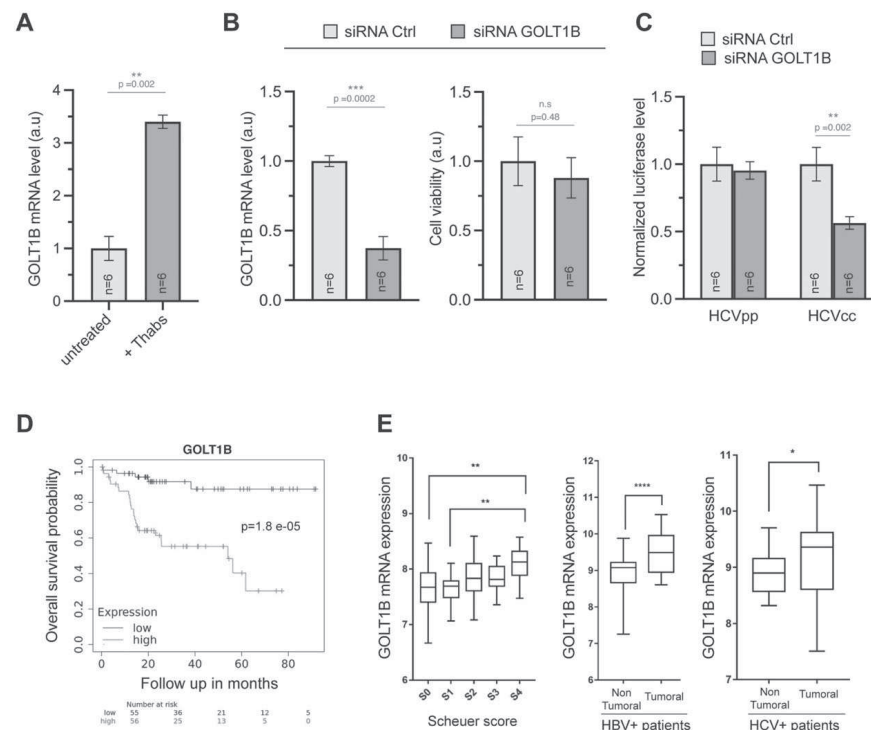 A
B
C
siRNA Ctrl
siRNA GOLT1B
siRNA Ctrl
siRNA GOLT1B
**
p =0.002
GOLT1B mRNA level (a.u)
4
3
2
1
0
n=6
n=6
untreated
+ Thabs
***
p =0.0002
GOLT1B mRNA level (a.u)
1.5
1.0
0.5
0.0
n=6
n=6
n.s
p=0.48
Cell viability (a.u)
1.5
1.0
0.5
0.0
n=6
n=6
**
p =0.002
Normalized luciferase level
1.5
1.0
0.5
0.0
n=6
n=6
n=6
n=6
HCVpp
HCVcc
D
GOLT1B
Overall survival probability
1.0
0.8
0.6
0.4
0.2
0.0
p=1.8 e-05
Expression
low
high
0
20
40
60
80
Follow up in months
Number at risk
low 55 36 21 12 5
high 56 25 13 5 0
E
GOLT1B mRNA expression
10
9
8
7
6
**
**
S0
S1
S2
S3
S4
Scheuer score
GOLT1B mRNA expression
12
11
10
9
8
7
6
****
Non
Tumoral
Tumoral
HBV+ patients
GOLT1B mRNA expression
11
10
9
8
7
*
Non
Tumoral
Tumoral
HCV+ patients